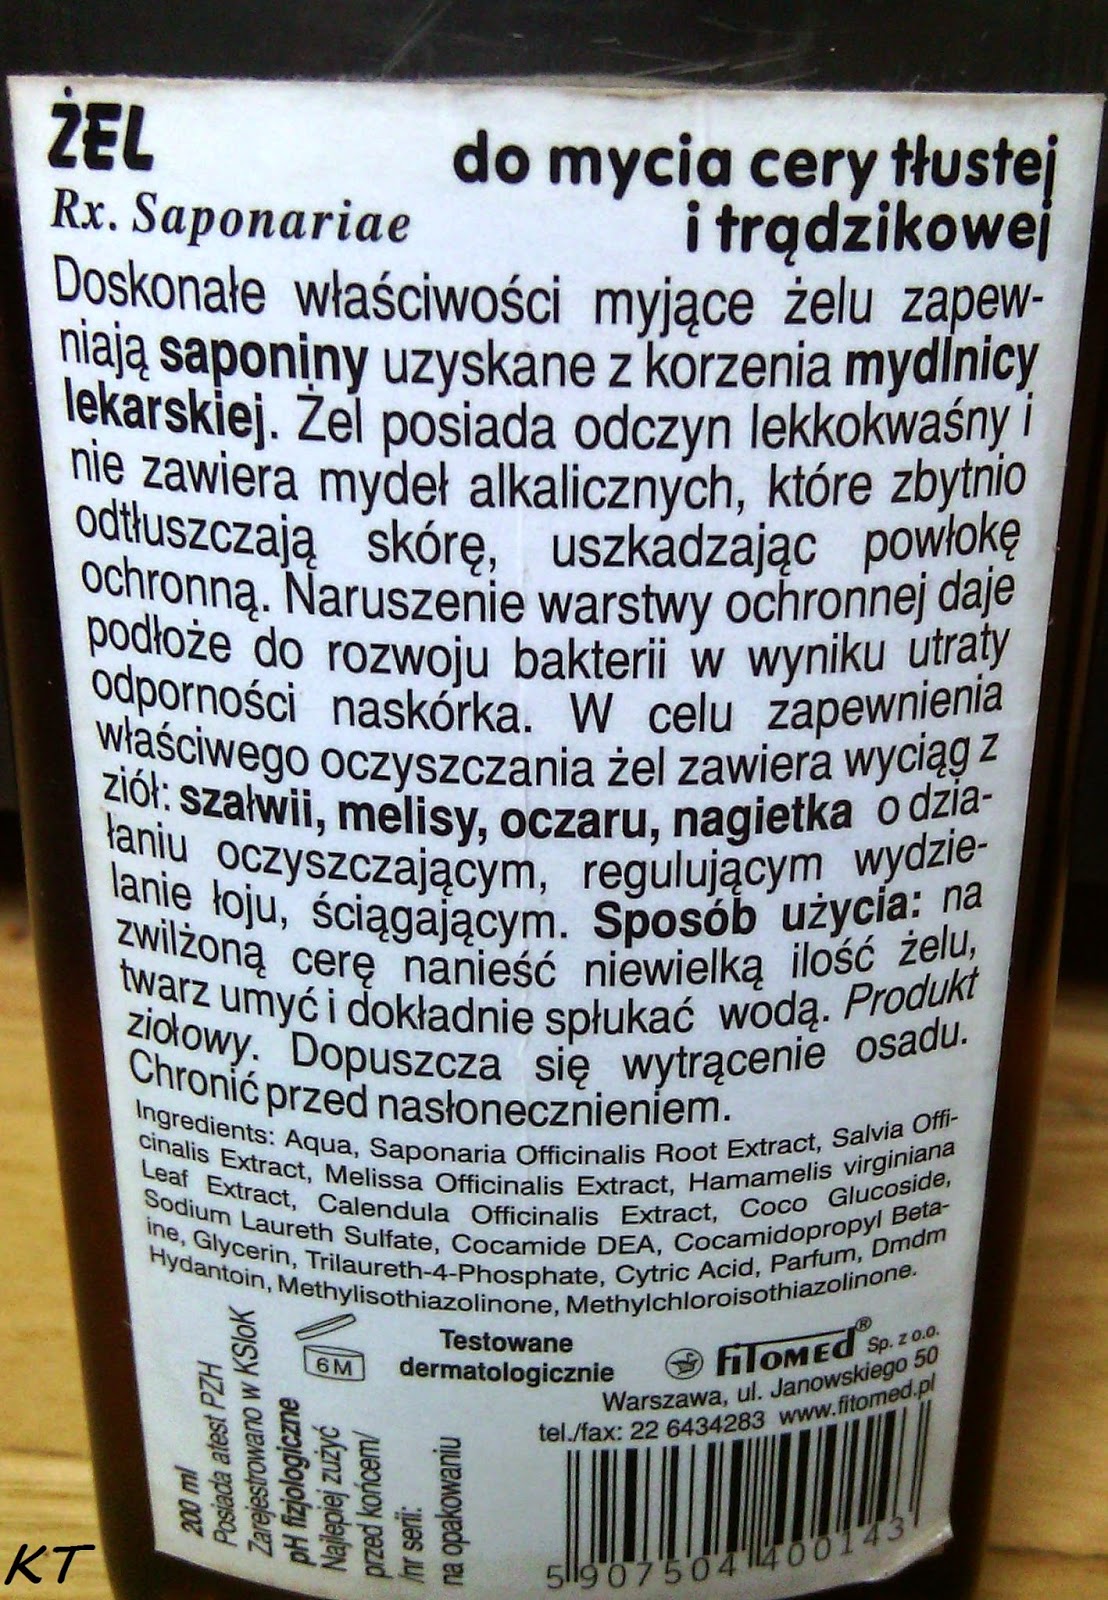 ŻEL
Rx. Saponariae
do mycia cery tłustej
i trądzikowej
Doskonałe właściwości myjące żelu zapew-
niają saponiny uzyskane z korzenia mydlnicy
lekarskiej. Żel posiada odczyn lekkokwaśny i
nie zawiera mydeł alkalicznych, które zbytnio
odtłuszczają skórę, uszkadzając powłokę
ochronną. Naruszenie warstwy ochronnej daje
podłoże do rozwoju bakterii w wyniku utraty
odporności naskórka. W celu zapewnienia
właściwego oczyszczania żel zawiera wyciąg z
ziół: szałwii, melisy, oczaru, nagietka o dzia-
łaniu oczyszczającym, regulującym wydzie-
lanie łoju, ściągającym. Sposób użycia: na
zwilżoną cerę nanieść niewielką ilość żelu,
twarz umyć i dokładnie spłukać wodą. Produkt
ziołowy. Dopuszcza się wytrącenie osadu.
Chronić przed nasłonecznieniem.
Ingredients: Aqua, Saponaria Officinalis Root Extract, Salvia Offi-
cinalis Extract, Melissa Officinalis Extract, Hamamelis virginiana
Leaf Extract, Calendula Officinalis Extract, Coco Glucoside,
Sodium Laureth Sulfate, Cocamide DEA, Cocamidopropyl Beta-
ine, Glycerin, Trilaureth-4-Phosphate, Cytric Acid, Parfum, Dmdm
Hydantoin, Methylisothiazolinone, Methylchloroisothiazolinone.
200 ml
Posiada atest PZH
Zarejestrowano w KSIoK
pH fizjologiczne
Najlepiej zużyć
przed końcem/
/nr serii:
na opakowaniu
6 M
Testowane
dermatologicznie
FITOMED® Sp. z o.o.
Warszawa, ul. Janowskiego 50
tel./fax: 22 6434283 www.fitomed.pl
5 907504 400143
KT